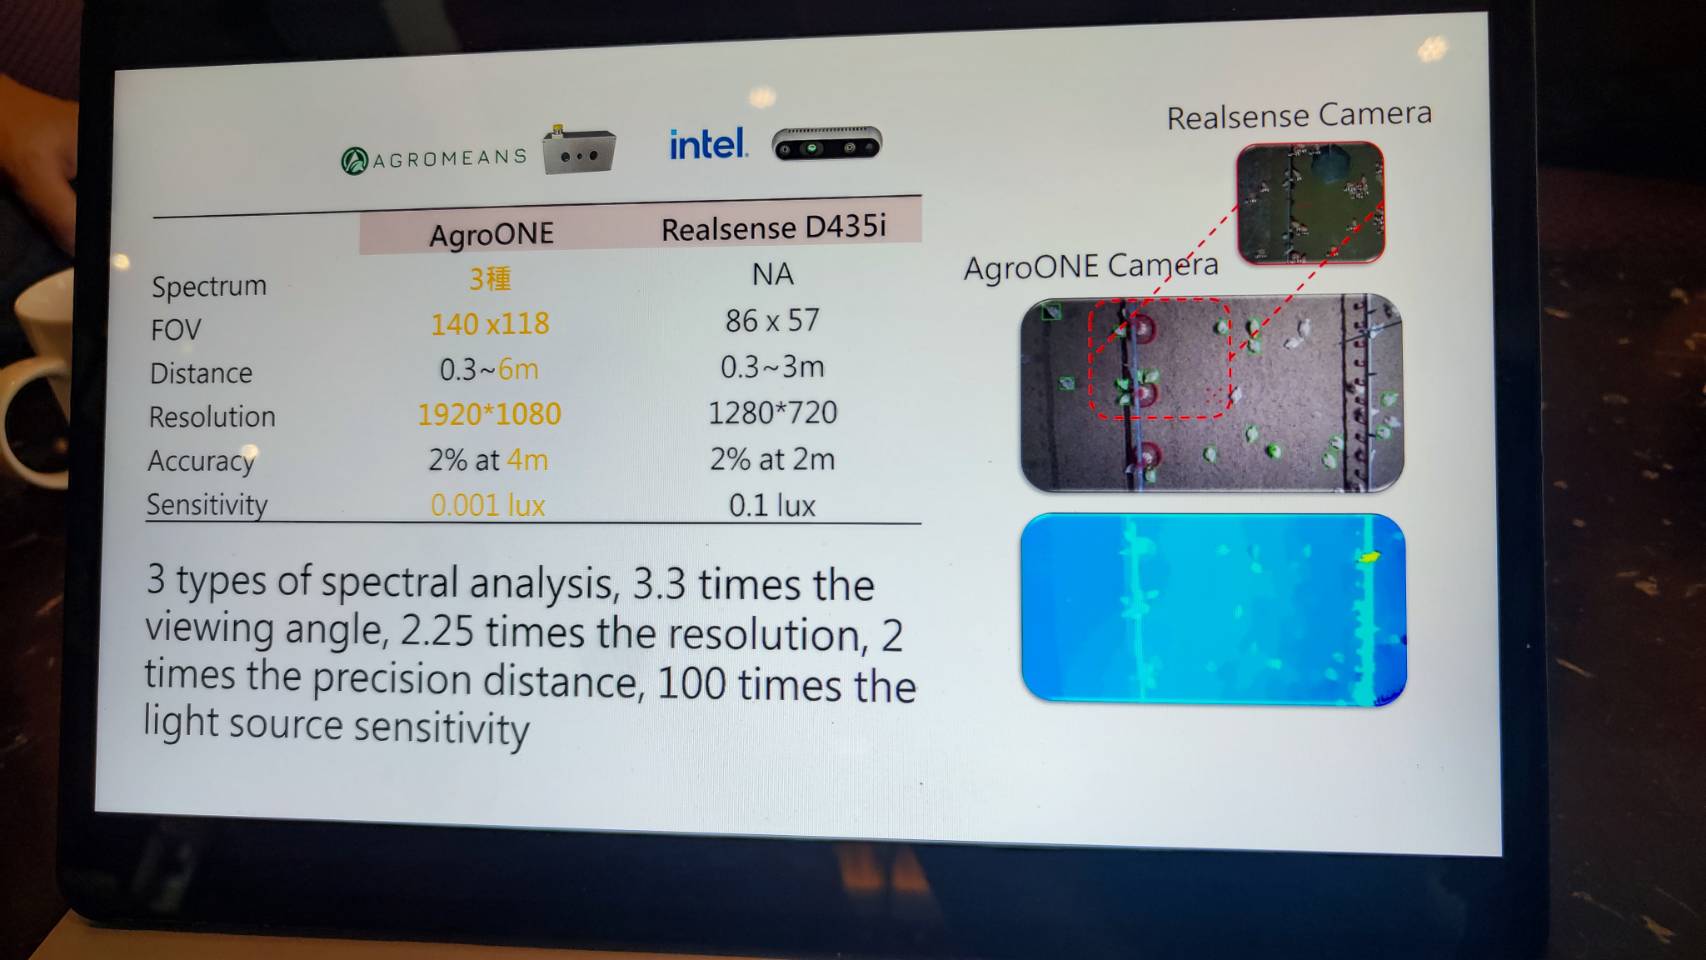 AGROMEANS
intel.
AgroONE Realsense D435i
Spectrum 3種 NA
FOV 140 x118 86 x 57
Distance 0.3~6m 0.3~3m
Resolution 1920*1080 1280*720
Accuracy 2% at 4m 2% at 2m
Sensitivity 0.001 lux 0.1 lux
3 types of spectral analysis, 3.3 times the
viewing angle, 2.25 times the resolution, 2
times the precision distance, 100 times the
light source sensitivity
Realsense Camera
AgroONE Camera